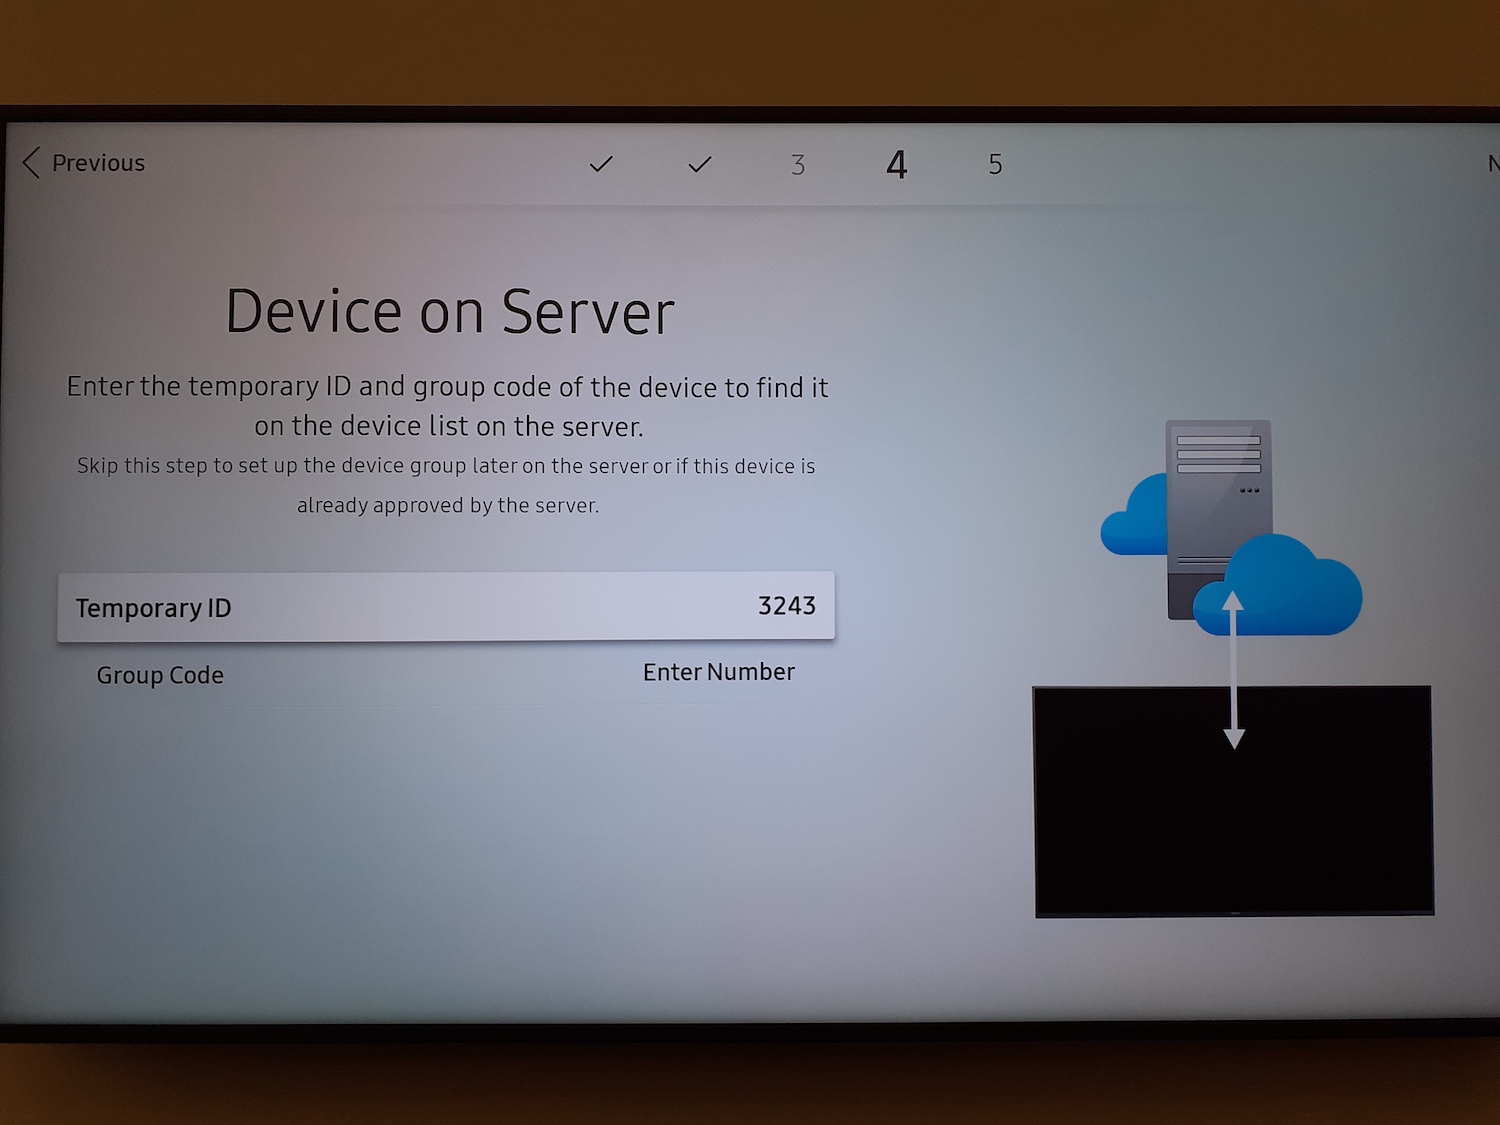 Previous
3 4 5
Device on Server
Enter the temporary ID and group code of the device to find it
on the device list on the server.
Skip this step to set up the device group later on the server or if this device is
already approved by the server.
Temporary ID 3243
Group Code Enter Number